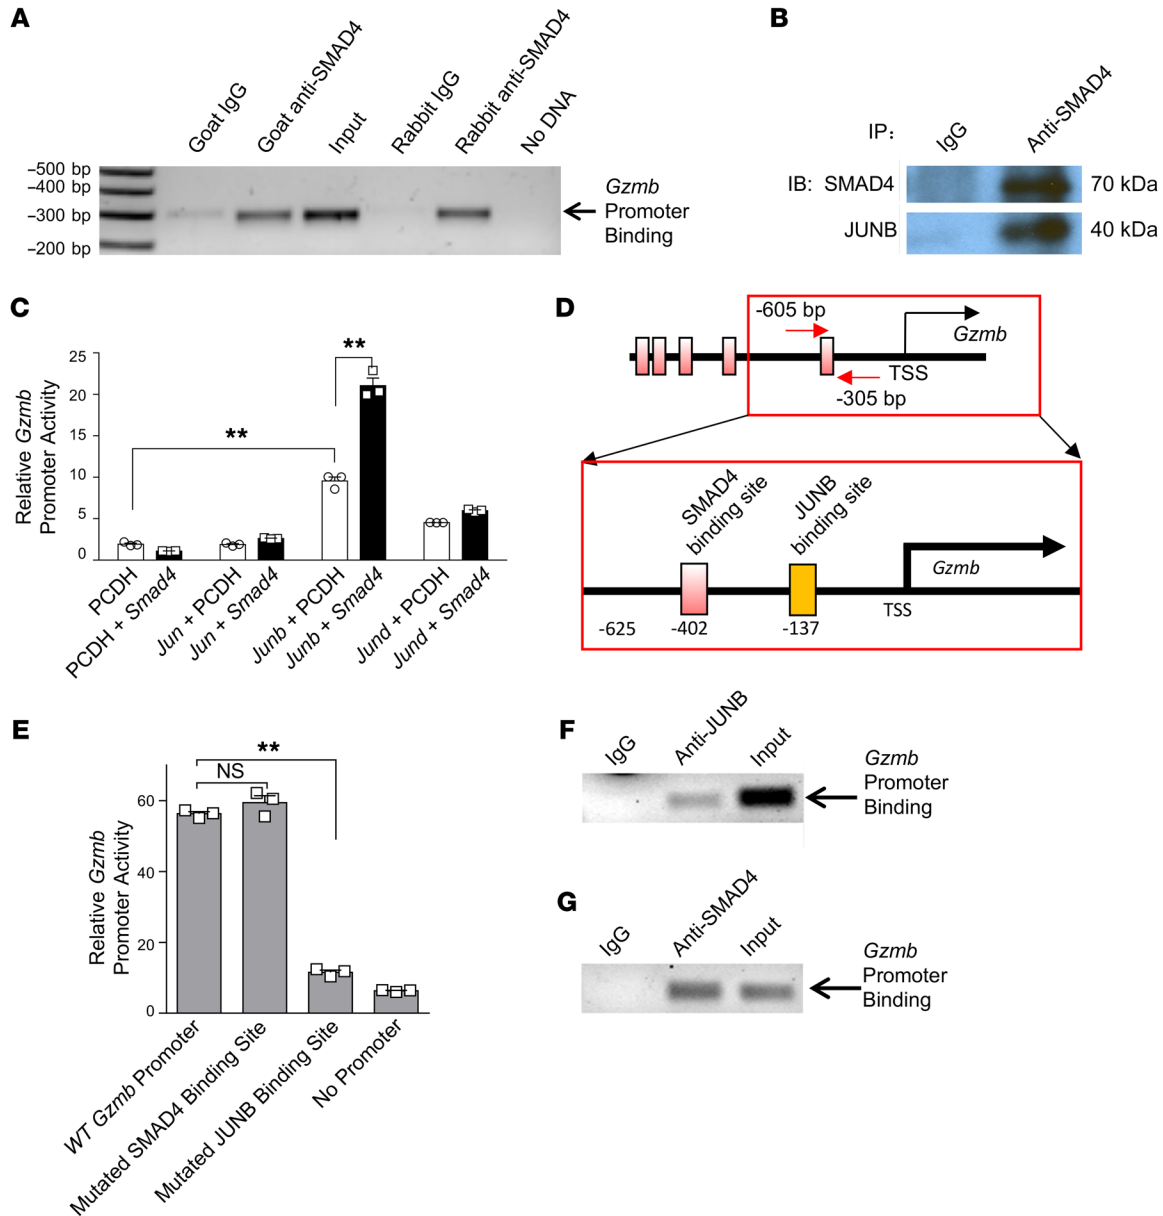 A
Goat IgG
Goat anti-SMAD4
Input
Rabbit IgG
Rabbit anti-SMAD4
No DNA
–500 bp
–400 bp
–300 bp
–200 bp
Gzmb
Promoter
Binding
B
IP:
IgG
Anti-SMAD4
IB: SMAD4
70 kDa
JUNB
40 kDa
C
Relative Gzmb
Promoter Activity
25
20
15
10
5
0
**
**
PCDH
PCDH + Smad4
Jun + PCDH
Jun + Smad4
Junb + PCDH
Junb + Smad4
Jund + PCDH
Jund + Smad4
D
-605 bp
Gzmb
TSS
-305 bp
SMAD4
binding site
JUNB
binding site
Gzmb
TSS
-625
-402
-137
E
Relative Gzmb
Promoter Activity
60
40
20
0
**
NS
WT Gzmb Promoter
Mutated SMAD4 Binding Site
Mutated JUNB Binding Site
No Promoter
F
IgG
Anti-JUNB
Input
Gzmb
Promoter
Binding
G
IgG
Anti-SMAD4
Input
Gzmb
Promoter
Binding